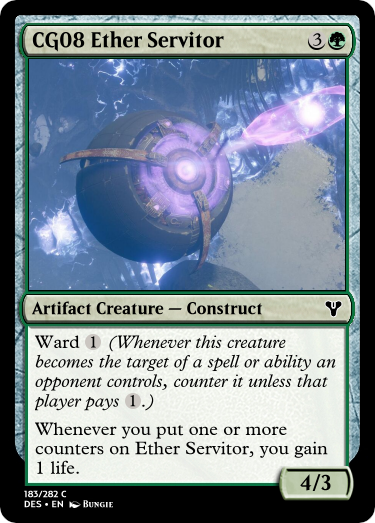 CG08 Ether Servitor 3
Artifact Creature — Construct
Ward 1 (Whenever this creature
becomes the target of a spell or ability an
opponent controls, counter it unless that
player pays 1.)
Whenever you put one or more
counters on Ether Servitor, you gain
1 life.
4/3
183/282 C
DES • EN Bungie